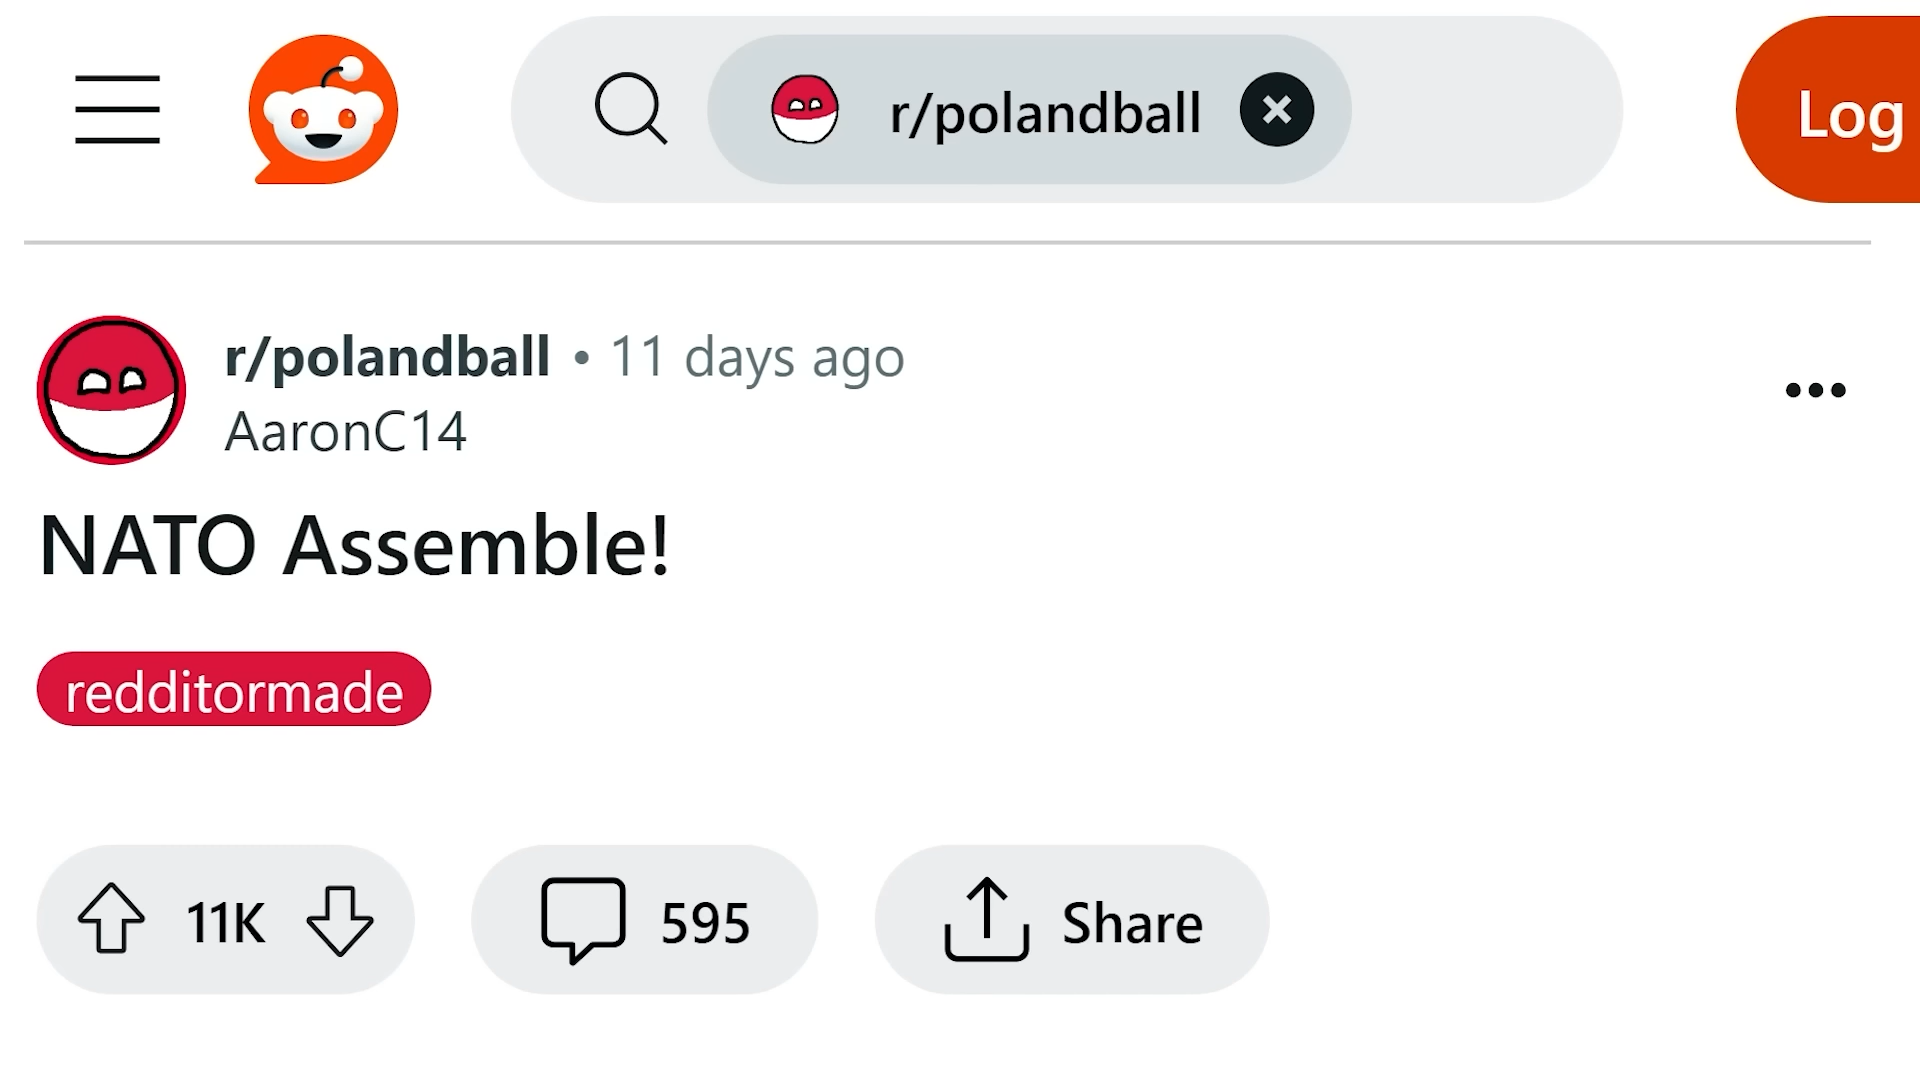 r/polandball
Log
r/polandball • 11 days ago
AaronC14
NATO Assemble!
redditormade
11K
595
Share